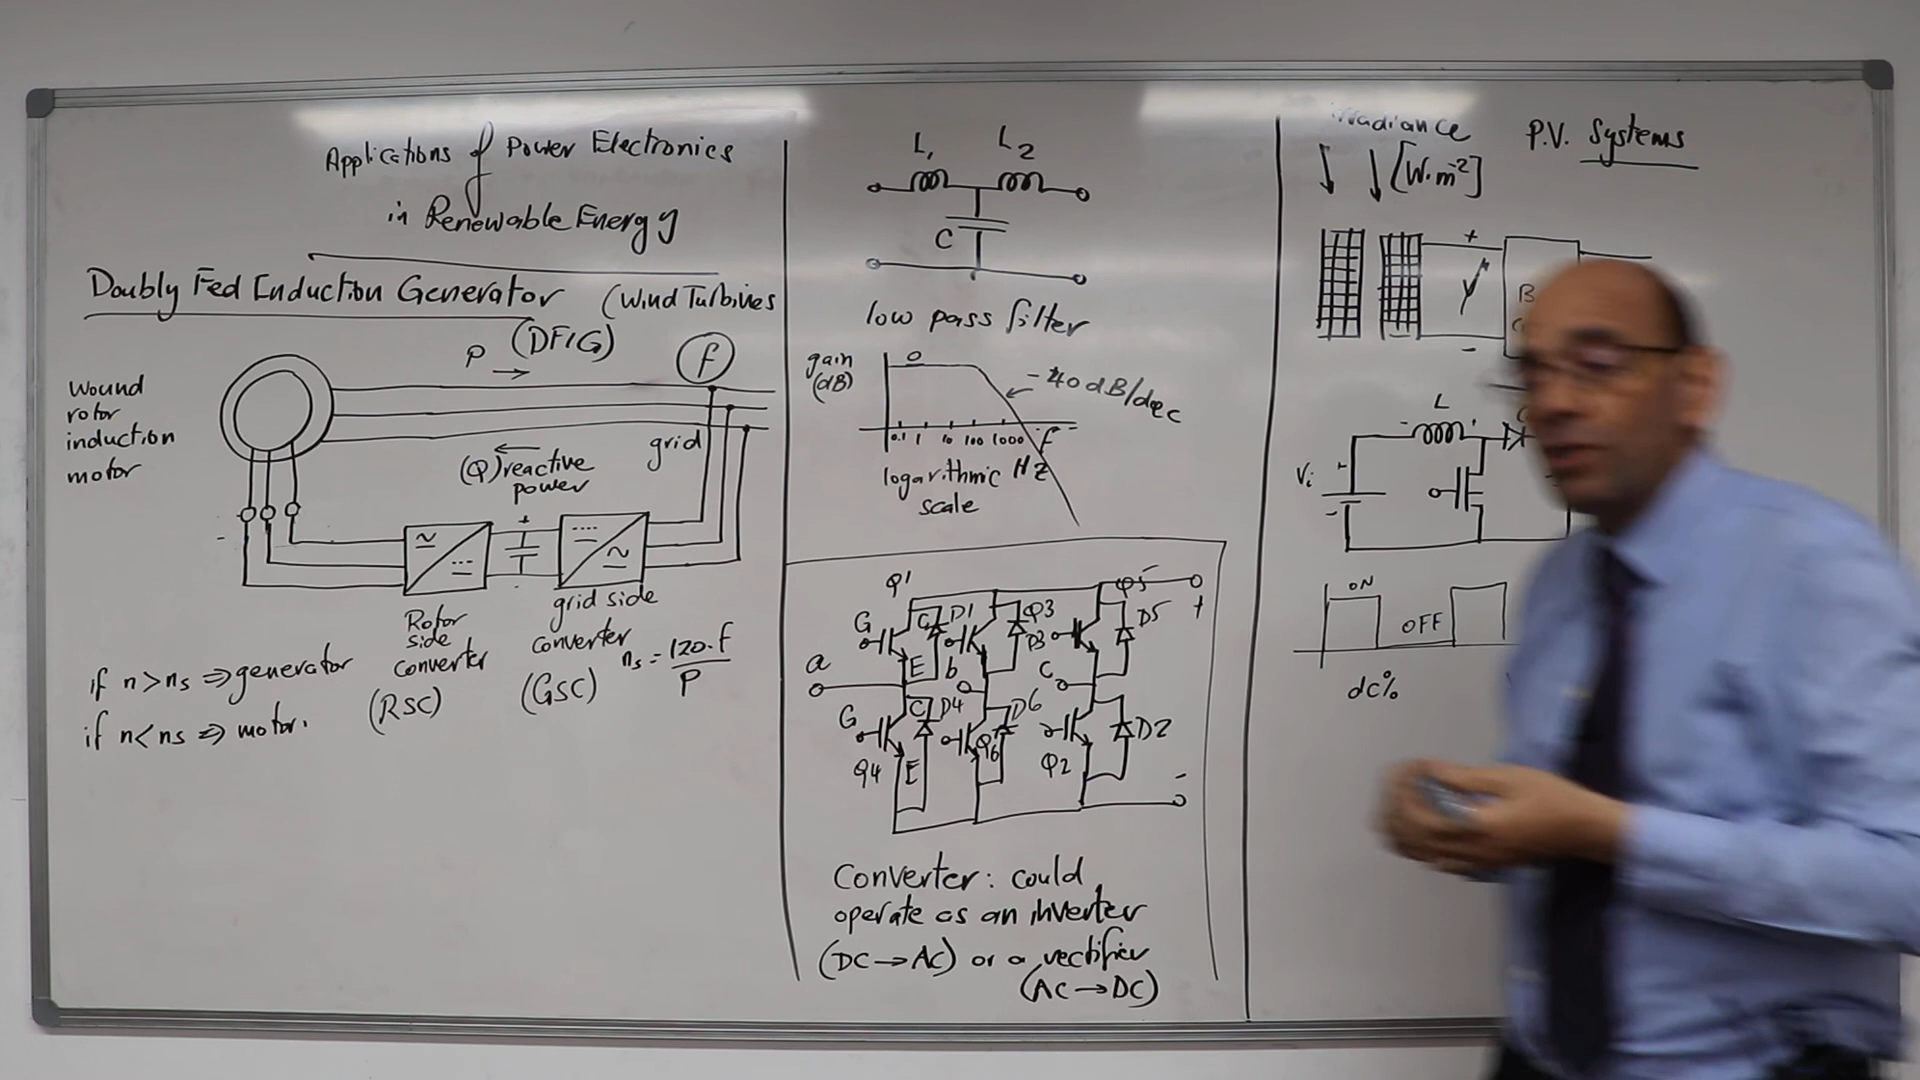 Applications of Power Electronics
in Renewable Energy
Doubly Fed Induction Generator (Wind Turbines
(DFIG)
P
f
Wound
rotor
induction
motor
grid
(Q) reactive
power
+
~
~
Rotor
side
converter
(RSC)
grid side
converter
(GSC)
ns = 120.f
P
if n>ns => generator
if n<ns => motor.
L1 L2
C
low pass filter
gain
(dB)
0
-40dB/dec
0.1 1 10 100 1000 f
logarithmic Hz
scale
Q1 Q5
+
G C D1 Q3 D5
D3
E
a b c
G C D4 D6
Q6 D2
Q4 E Q2
-
Converter: could
operate as an inverter
(DC→AC) or a rectifier
(AC→DC)
irradiance P.V. Systems
[W.m-2]
+
V
B
-
L
Vi +
-
ON
OFF
dc%